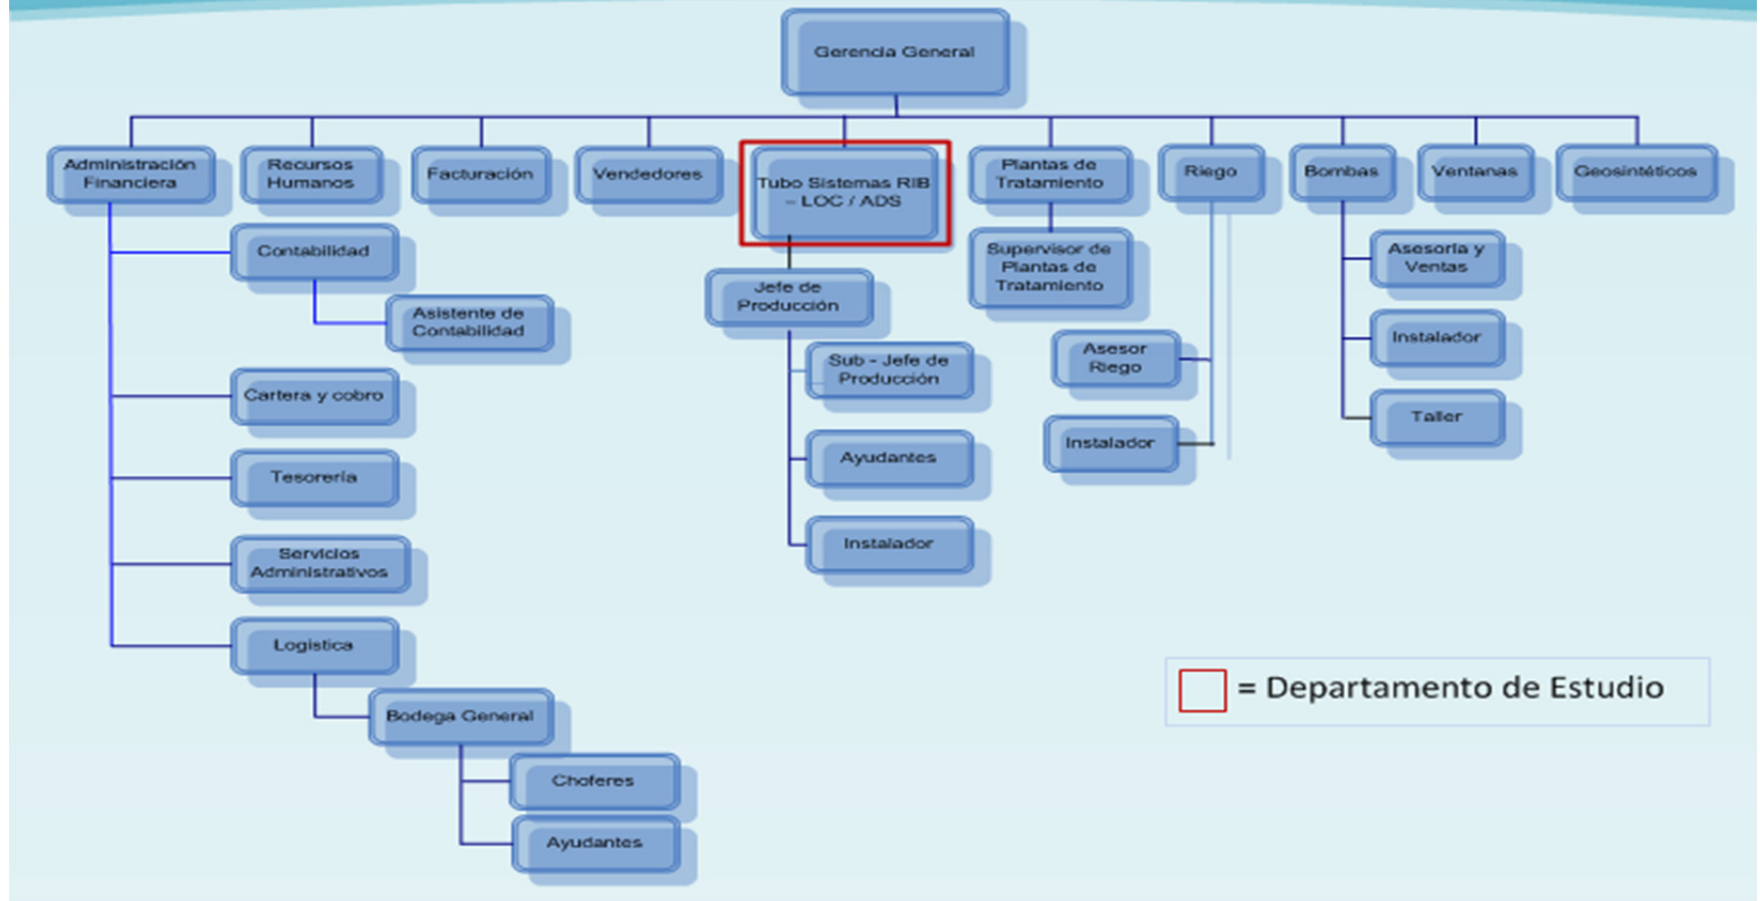 Gerencia General
Administración
Financiera
Recursos
Humanos
Facturación
Vendedores
Tubo Sistemas RIB
– LOC / ADS
Plantas de
Tratamiento
Riego
Bombas
Ventanas
Geosintéticos
Contabilidad
Asistente de
Contabilidad
Cartera y cobro
Tesorería
Servicios
Administrativos
Logistica
Bodega General
Choferes
Ayudantes
Jefe de
Producción
Sub - Jefe de
Producción
Ayudantes
Instalador
Supervisor de
Plantas de
Tratamiento
Asesor
Riego
Instalador
Asesoría y
Ventas
Instalador
Taller
= Departamento de Estudio